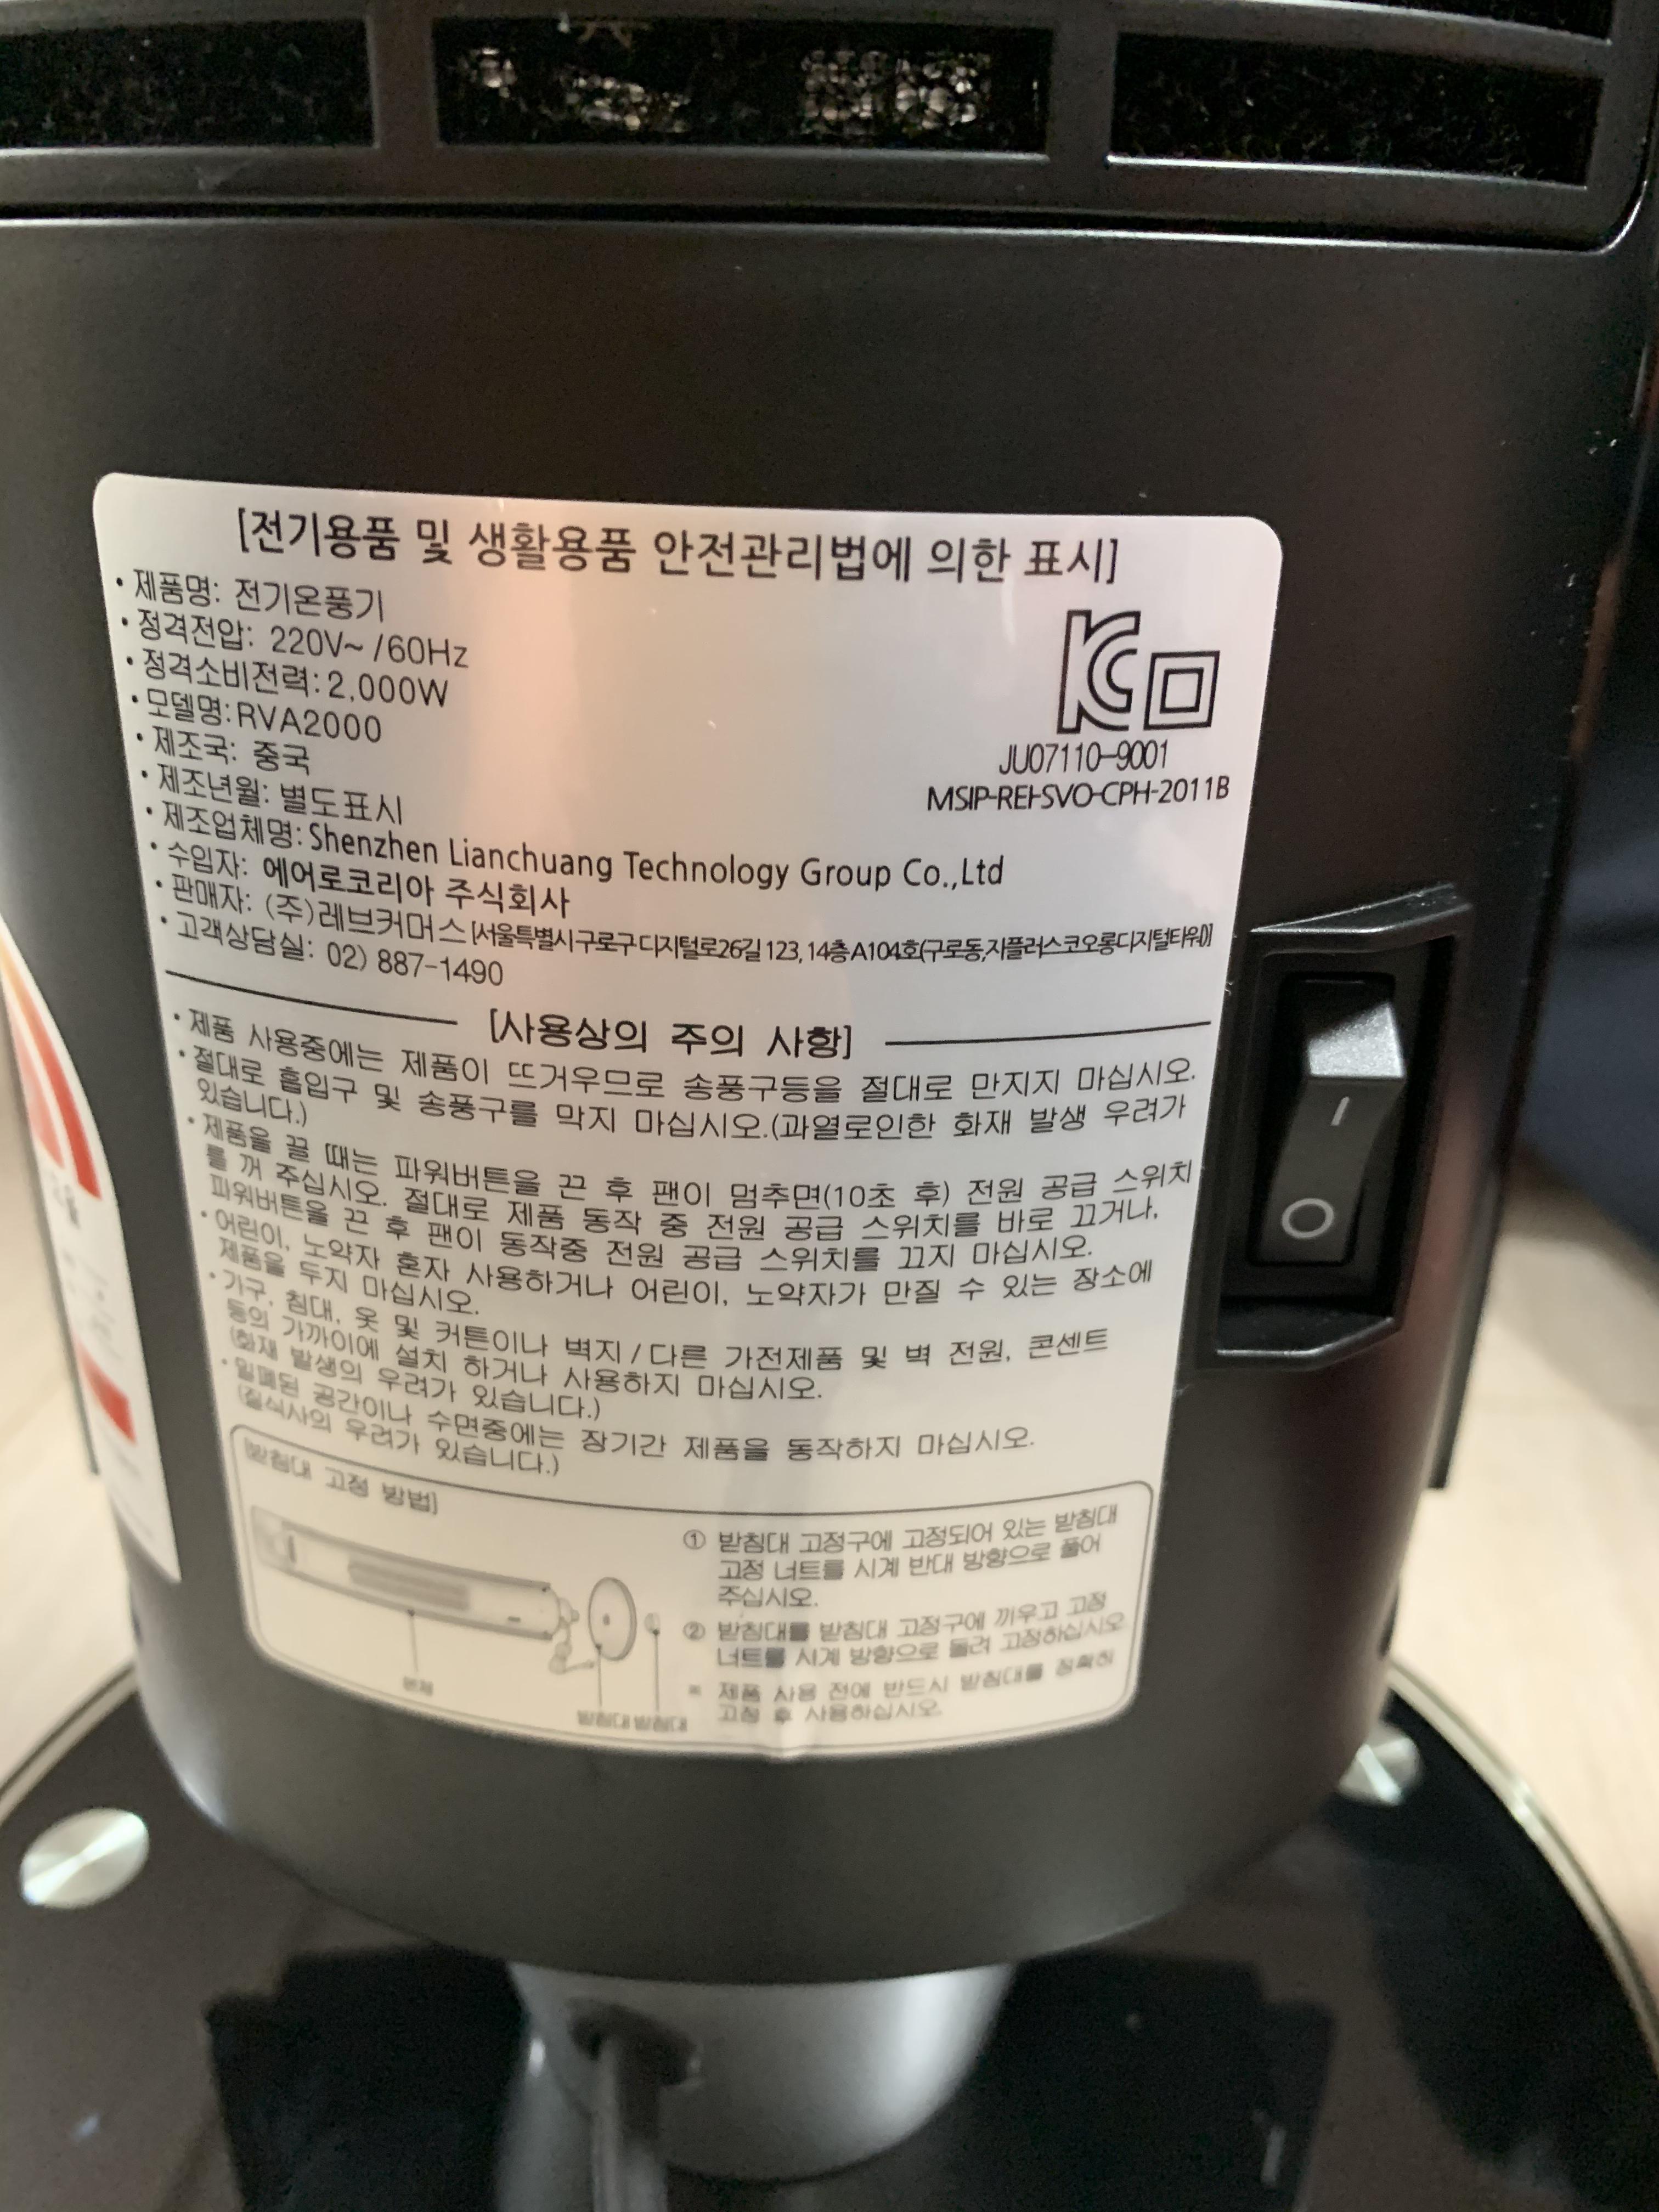 [전기용품 및 생활용품 안전관리법에 의한 표시]
• 제품명: 전기온풍기
• 정격전압: 220V~ /60Hz
• 정격소비전력: 2,000W
• 모델명: RVA2000
• 제조국: 중국
• 제조년월: 별도표시
• 제조업체명: Shenzhen Lianchuang Technology Group Co.,Ltd
• 수입자: 에어로코리아 주식회사
• 판매자: (주)레브커머스 [서울특별시 구로구 디지털로26길 123, 14층 A104호(구로동,지플러스코오롱디지털타워)]
• 고객상담실: 02) 887-1490
KC
JU07110-9001
MSIP-REI-SVO-CPH-2011B
[사용상의 주의 사항]
• 제품 사용중에는 제품이 뜨거우므로 송풍구등을 절대로 만지지 마십시오.
• 절대로 흡입구 및 송풍구를 막지 마십시오.(과열로인한 화재 발생 우려가
있습니다.)
• 제품을 끌 때는 파워버튼을 끈 후 팬이 멈추면(10초 후) 전원 공급 스위치
를 꺼 주십시오. 절대로 제품 동작 중 전원 공급 스위치를 바로 끄거나,
파워버튼을 끈 후 팬이 동작중 전원 공급 스위치를 끄지 마십시오.
• 어린이, 노약자 혼자 사용하거나 어린이, 노약자가 만질 수 있는 장소에
제품을 두지 마십시오.
• 가구, 침대, 옷 및 커튼이나 벽지/다른 가전제품 및 벽 전원, 콘센트
등의 가까이에 설치 하거나 사용하지 마십시오.
(화재 발생의 우려가 있습니다.)
• 밀폐된 공간이나 수면중에는 장기간 제품을 동작하지 마십시오.
(질식사의 우려가 있습니다.)
[받침대 고정 방법]
① 받침대 고정구에 고정되어 있는 받침대
고정 너트를 시계 반대 방향으로 풀어
주십시오.
② 받침대를 받침대 고정구에 끼우고 고정
너트를 시계 방향으로 돌려 고정하십시오.
※ 제품 사용 전에 반드시 받침대를 정확히
고정 후 사용하십시오.
본체
받침대 받침대